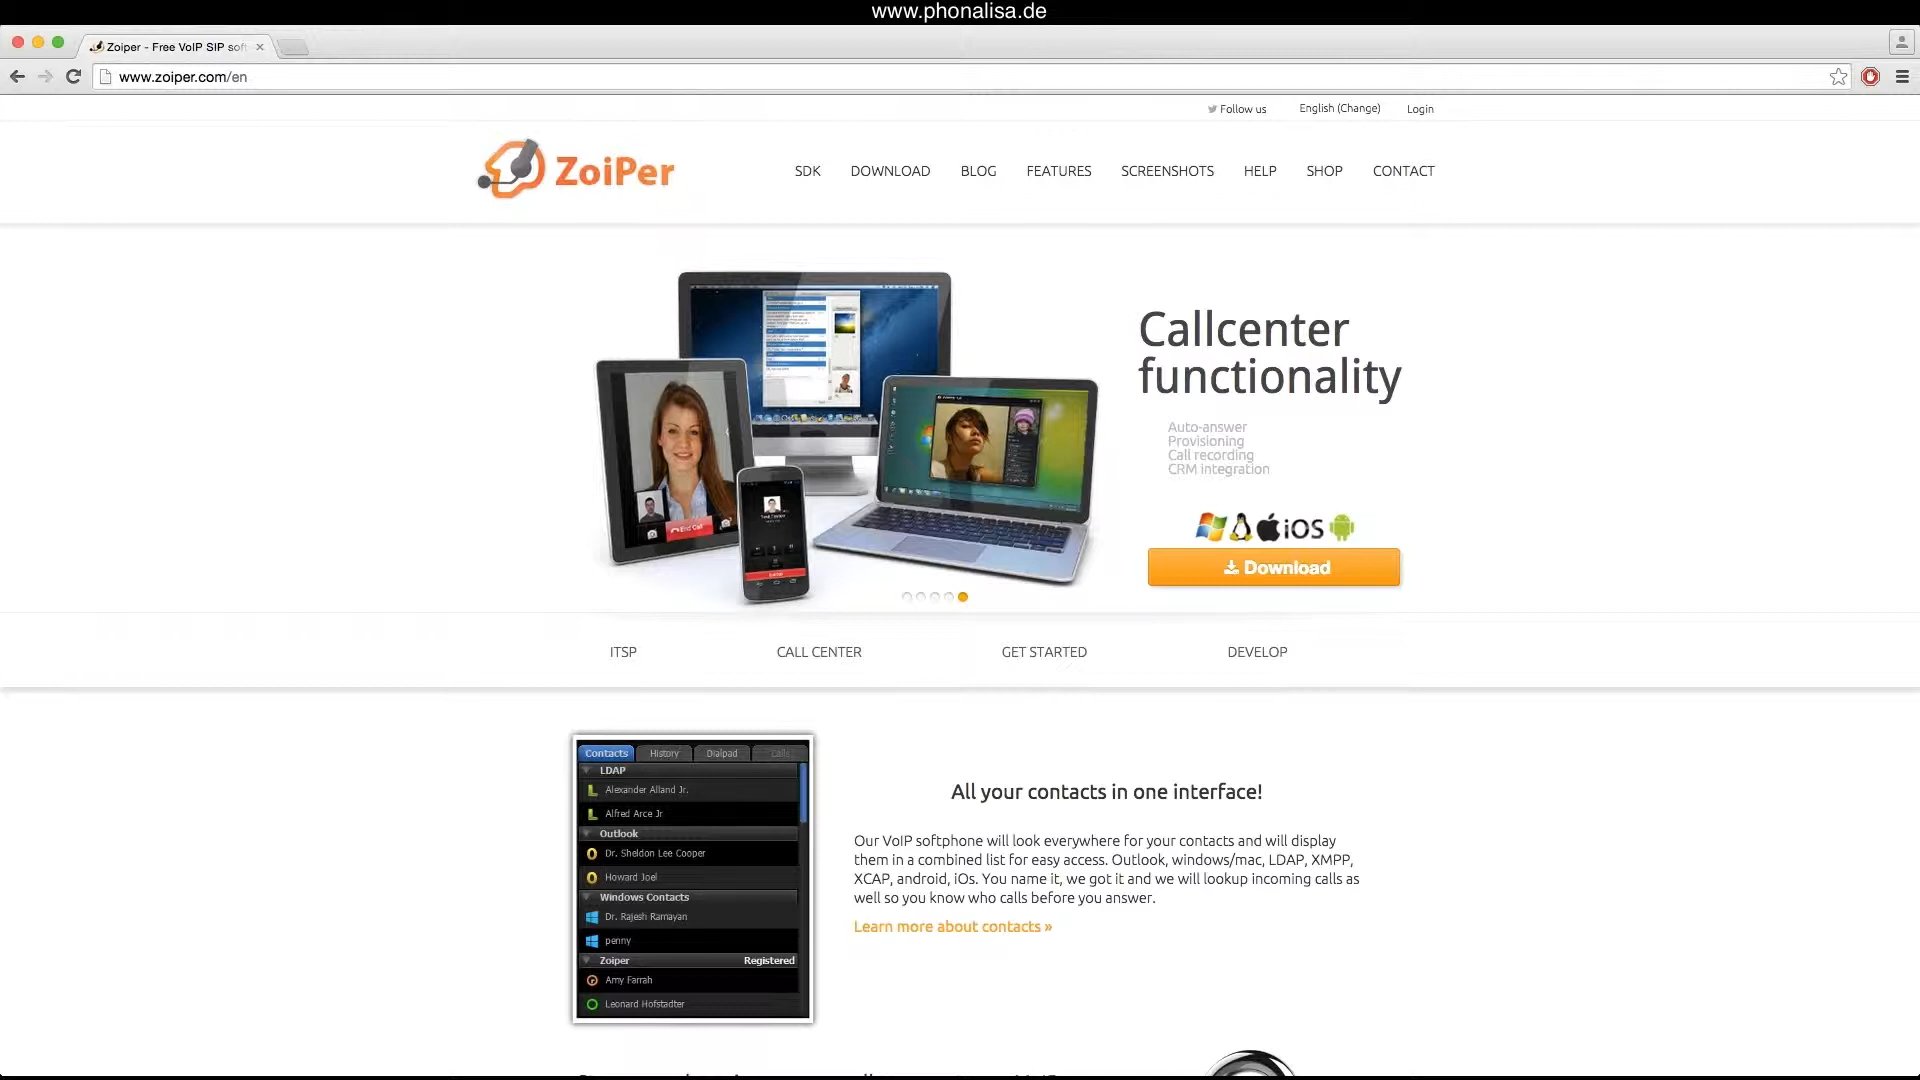 www.phonalisa.de
Zoiper - Free VoIP SIP soft
www.zoiper.com/en
Follow us English (Change) Login
ZoiPer
SDK DOWNLOAD BLOG FEATURES SCREENSHOTS HELP SHOP CONTACT
Callcenter
functionality
Auto-answer
Provisioning
Call recording
CRM integration
End Call
iOS
Download
ITSP CALL CENTER GET STARTED DEVELOP
Contacts History Dialpad Calls
LDAP
Alexander Alland Jr.
Alfred Arce Jr
Outlook
Dr. Sheldon Lee Cooper
Howard Joel
Windows Contacts
Dr. Rajesh Ramayan
penny
Zoiper Registered
Amy Farrah
Leonard Hofstadter
All your contacts in one interface!
Our VoIP softphone will look everywhere for your contacts and will display
them in a combined list for easy access. Outlook, windows/mac, LDAP, XMPP,
XCAP, android, iOs. You name it, we got it and we will lookup incoming calls as
well so you know who calls before you answer.
Learn more about contacts »